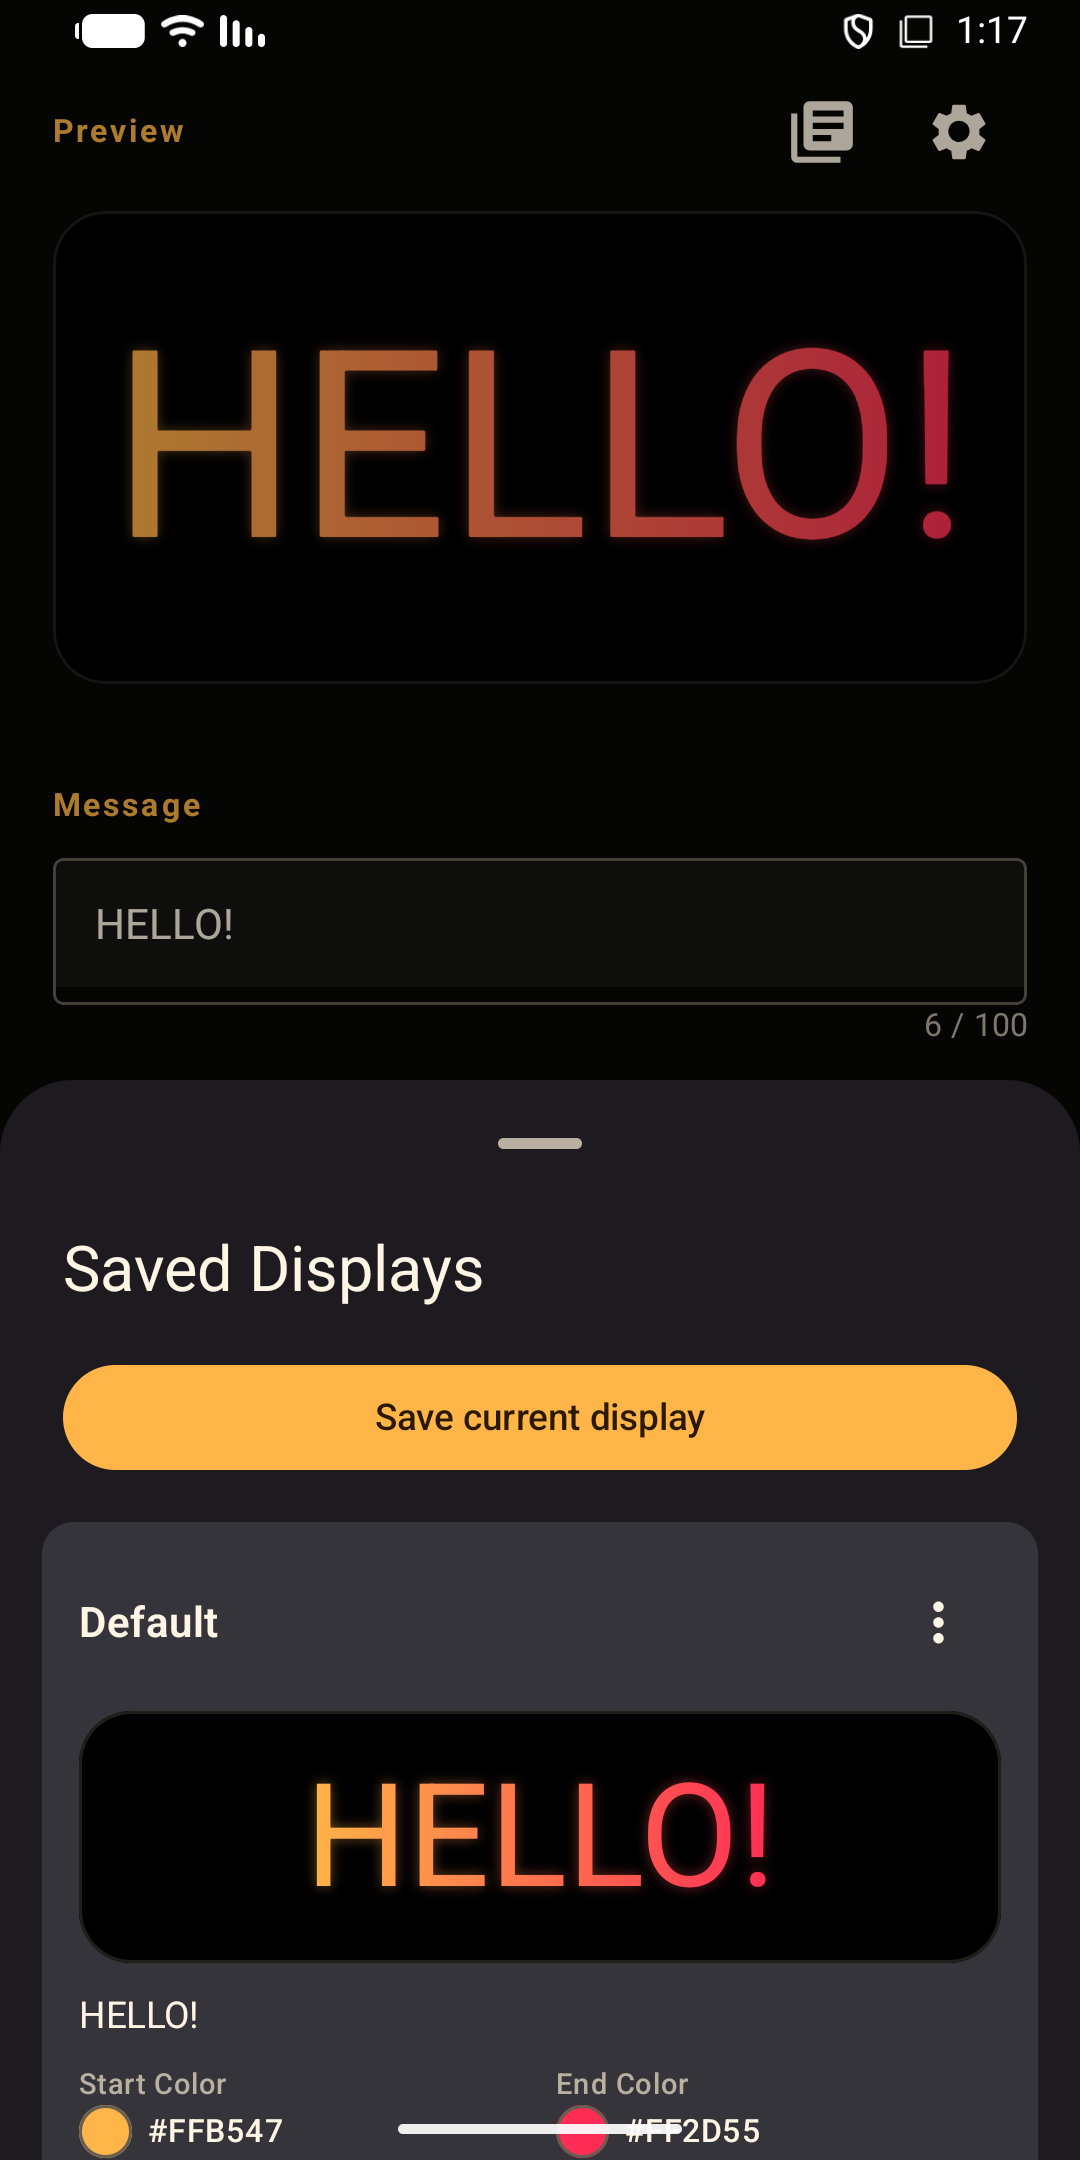 1:17
Preview
HELLO!
Message
HELLO!
6 / 100
Saved Displays
Save current display
Default
HELLO!
HELLO!
Start Color
End Color
#FFB547
#FF2D55